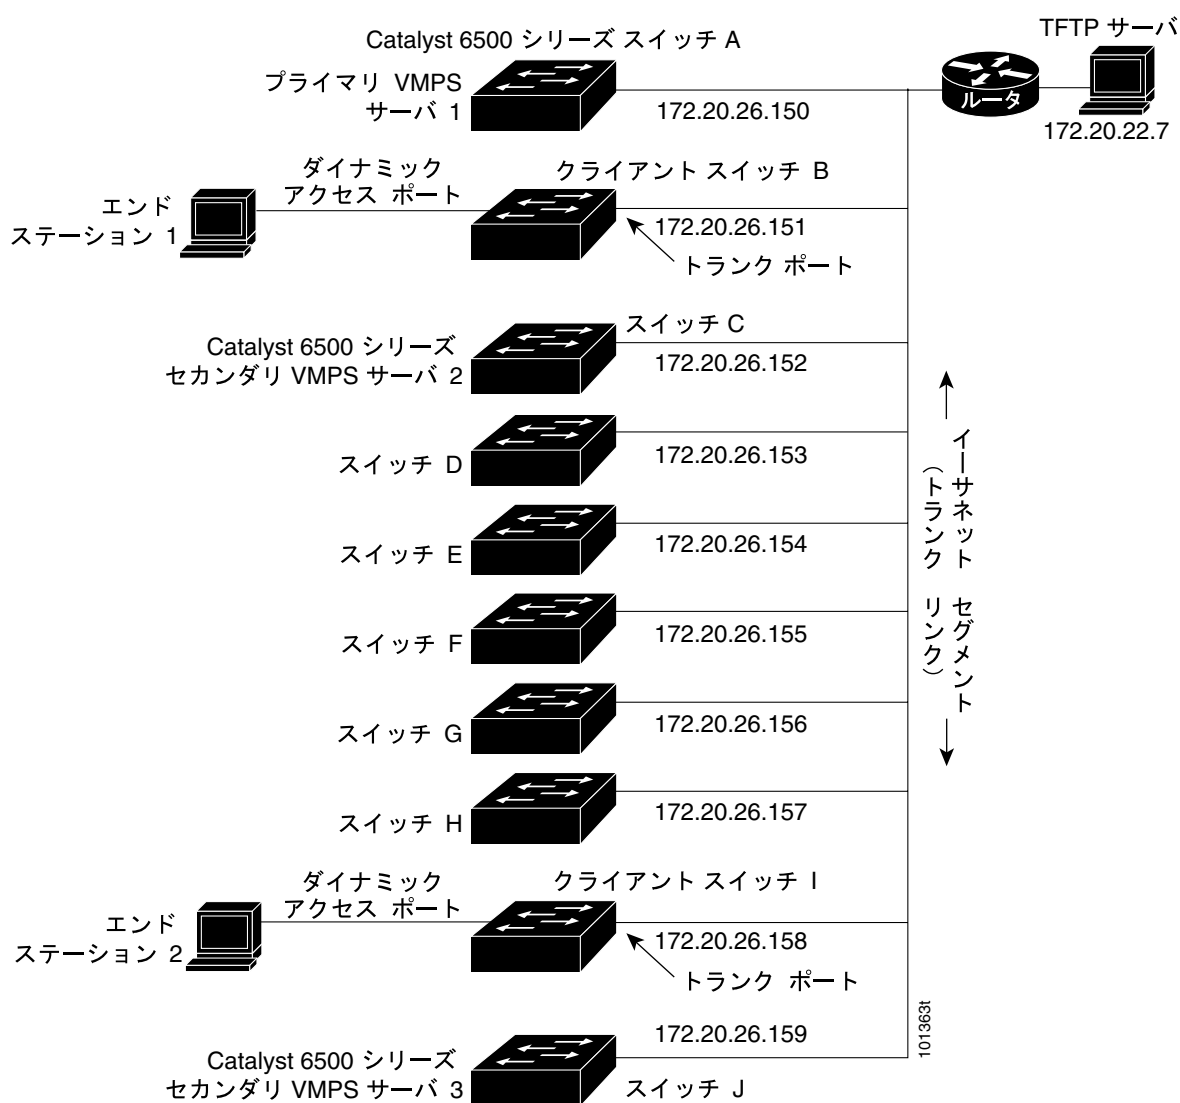 Catalyst 6500 シリーズ スイッチ A
TFTP サーバ
プライマリ VMPS
サーバ 1
172.20.26.150
ルータ
172.20.22.7
ダイナミック
アクセス ポート
クライアント スイッチ B
エンド
ステーション 1
172.20.26.151
トランク ポート
スイッチ C
Catalyst 6500 シリーズ
セカンダリ VMPS サーバ 2
172.20.26.152
スイッチ D
172.20.26.153
イーサネット セグメント
(トランク リンク)
スイッチ E
172.20.26.154
スイッチ F
172.20.26.155
スイッチ G
172.20.26.156
スイッチ H
172.20.26.157
ダイナミック
アクセス ポート
クライアント スイッチ I
エンド
ステーション 2
172.20.26.158
トランク ポート
172.20.26.159
Catalyst 6500 シリーズ
セカンダリ VMPS サーバ 3
スイッチ J
101363t